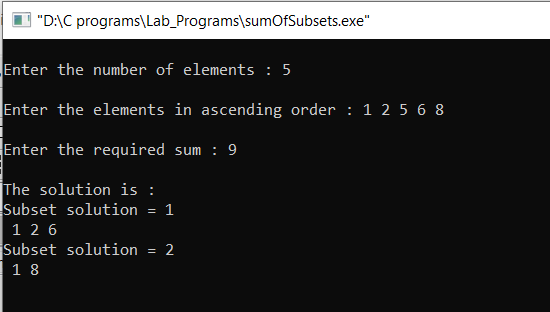 "D:\C programs\Lab_Programs\sumOfSubsets.exe"
Enter the number of elements : 5
Enter the elements in ascending order : 1 2 5 6 8
Enter the required sum : 9
The solution is :
Subset solution = 1
1 2 6
Subset solution = 2
1 8